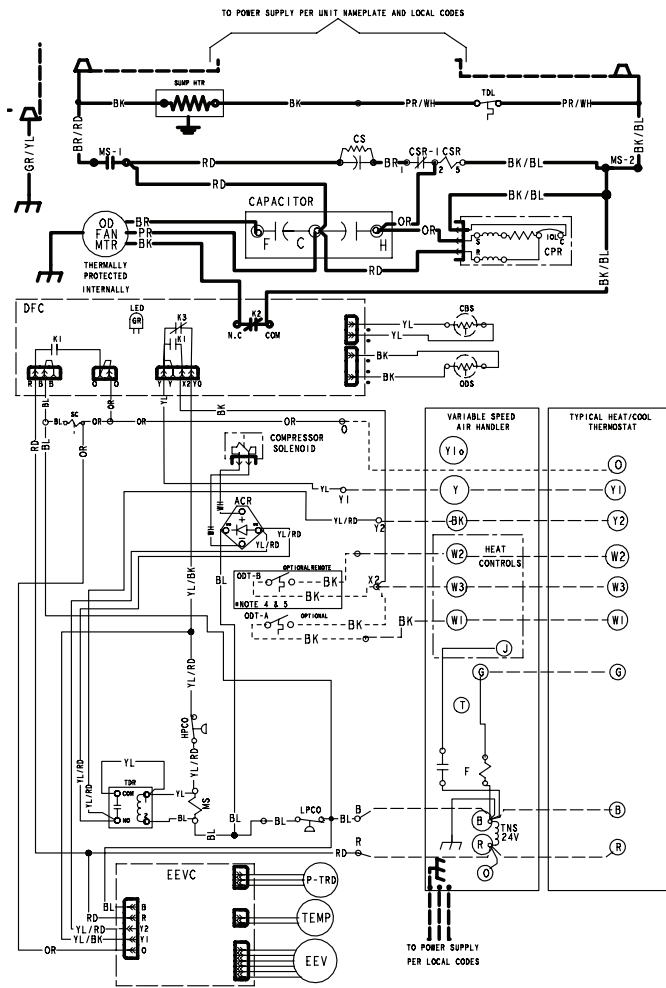 TO POWER SUPPLY PER UNIT NAMEPLATE AND LOCAL CODES
SUMP HTR
TDL
BK
BK
PR/WH
PR/WH
GR/YL
BR/RD
BK/BL
MS-1
RD
CS
BR
1
CSR-1
CSR
2
5
BK/BL
MS-2
RD
BK/BL
CAPACITOR
OR
OD
FAN
MTR
BR
PR
BK
F
C
H
OR
S
R
IOL
C
CPR
RD
BK/BL
THERMALLY
PROTECTED
INTERNALLY
DFC
LED
GR
K3
K1
K1
K2
N.C
COM
YL
YL
CBS
BK
BK
ODS
R
B
B
O
O
Y
Y
X2
YO
BL
OR
BK
BL
SC
OR
OR
OR
O
RD
BL
OR
COMPRESSOR
SOLENOID
VARIABLE SPEED
AIR HANDLER
TYPICAL HEAT/COOL
THERMOSTAT
Y1o
O
YL
Y1
Y
Y1
WH
WH
ACR
+
YL/RD
YL/RD
YL/RD
Y2
BK
Y2
HEAT
CONTROLS
W2
W2
BL
YL/BK
ODT-B
OPTIONAL REMOTE
BK
BK
*NOTE 4 & 5
X2
W3
W3
ODT-A
OPTIONAL
BK
BK
BK
W1
W1
J
YL/RD
G
G
T
HPCO
YL/RD
YL/RD
YL/RD
YL
TDR
COM
NO
YL
BL
MS
BL
BL
BL
LPCO
BL
B
F
B
TNS
24V
B
R
RD
R
R
O
EEVC
P-TRD
TEMP
EEV
BL
B
RD
R
YL/RD
Y2
YL/BK
Y1
OR
O
TO POWER SUPPLY
PER LOCAL CODES